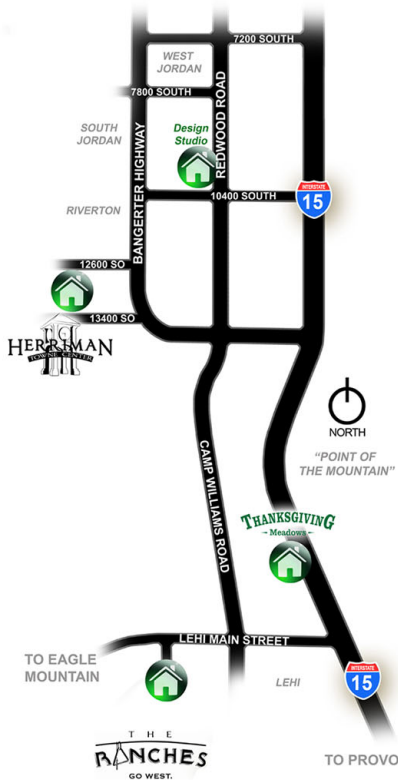 7200 SOUTH
WEST
JORDAN
7800 SOUTH
REDWOOD ROAD
SOUTH
JORDAN
Design
Studio
BANGERTER HIGHWAY
10400 SOUTH
INTERSTATE
15
RIVERTON
12600 SO
13400 SO
HERRIMAN
TOWNE CENTER
NORTH
"POINT OF
THE MOUNTAIN"
CAMP WILLIAMS ROAD
THANKSGIVING
Meadows
LEHI MAIN STREET
TO EAGLE
MOUNTAIN
LEHI
INTERSTATE
15
THE
RANCHES
GO WEST.
TO PROVO